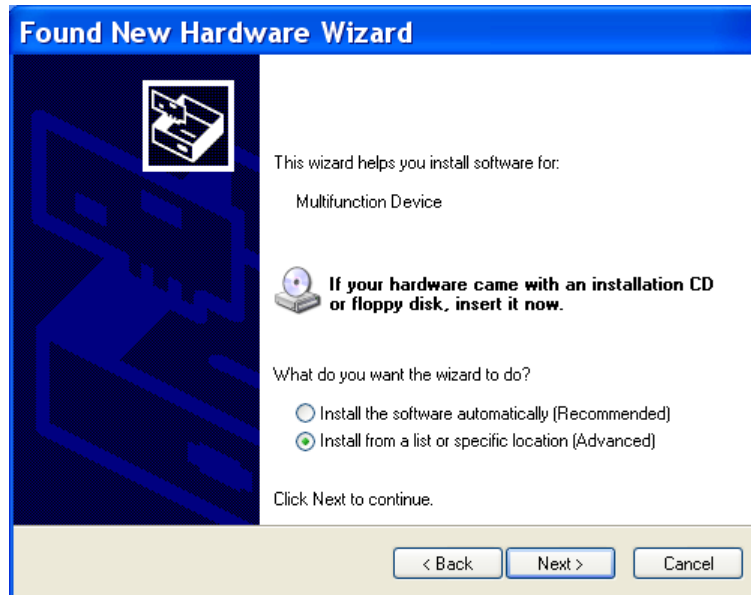 Found New Hardware Wizard
This wizard helps you install software for:
Multifunction Device
If your hardware came with an installation CD
or floppy disk, insert it now.
What do you want the wizard to do?
Install the software automatically (Recommended)
Install from a list or specific location (Advanced)
Click Next to continue.
< Back
Next >
Cancel